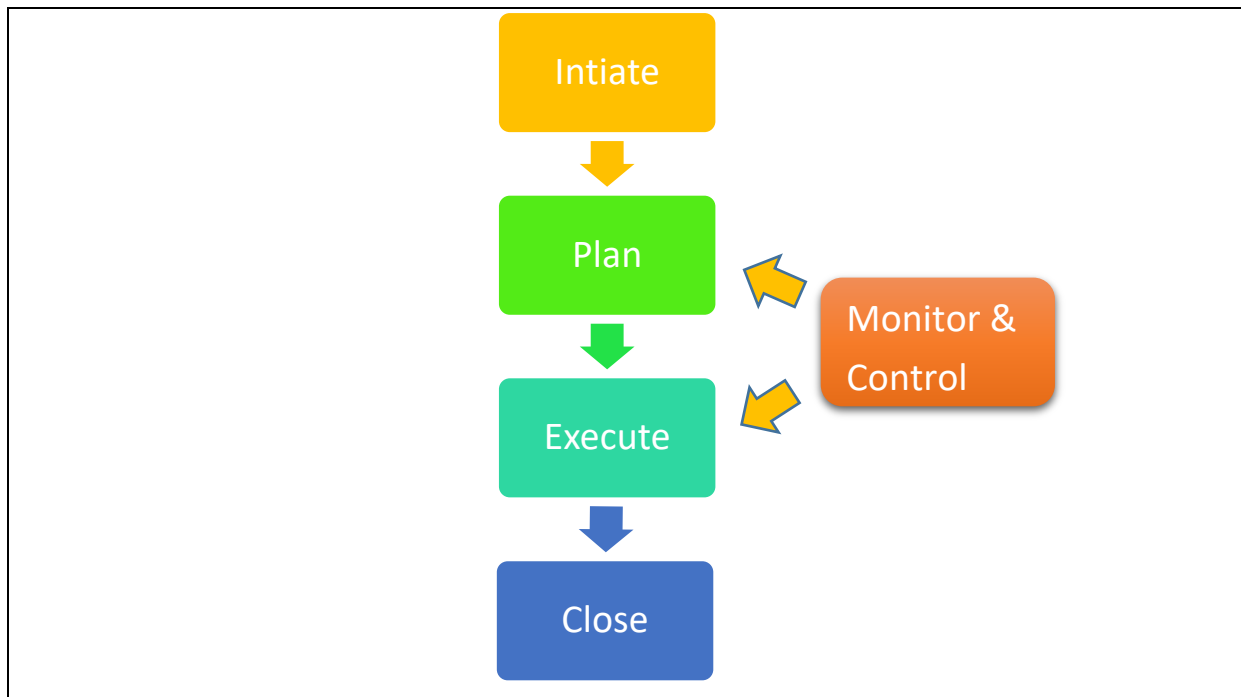 Intiate
Plan
Monitor &
Control
Execute
Close